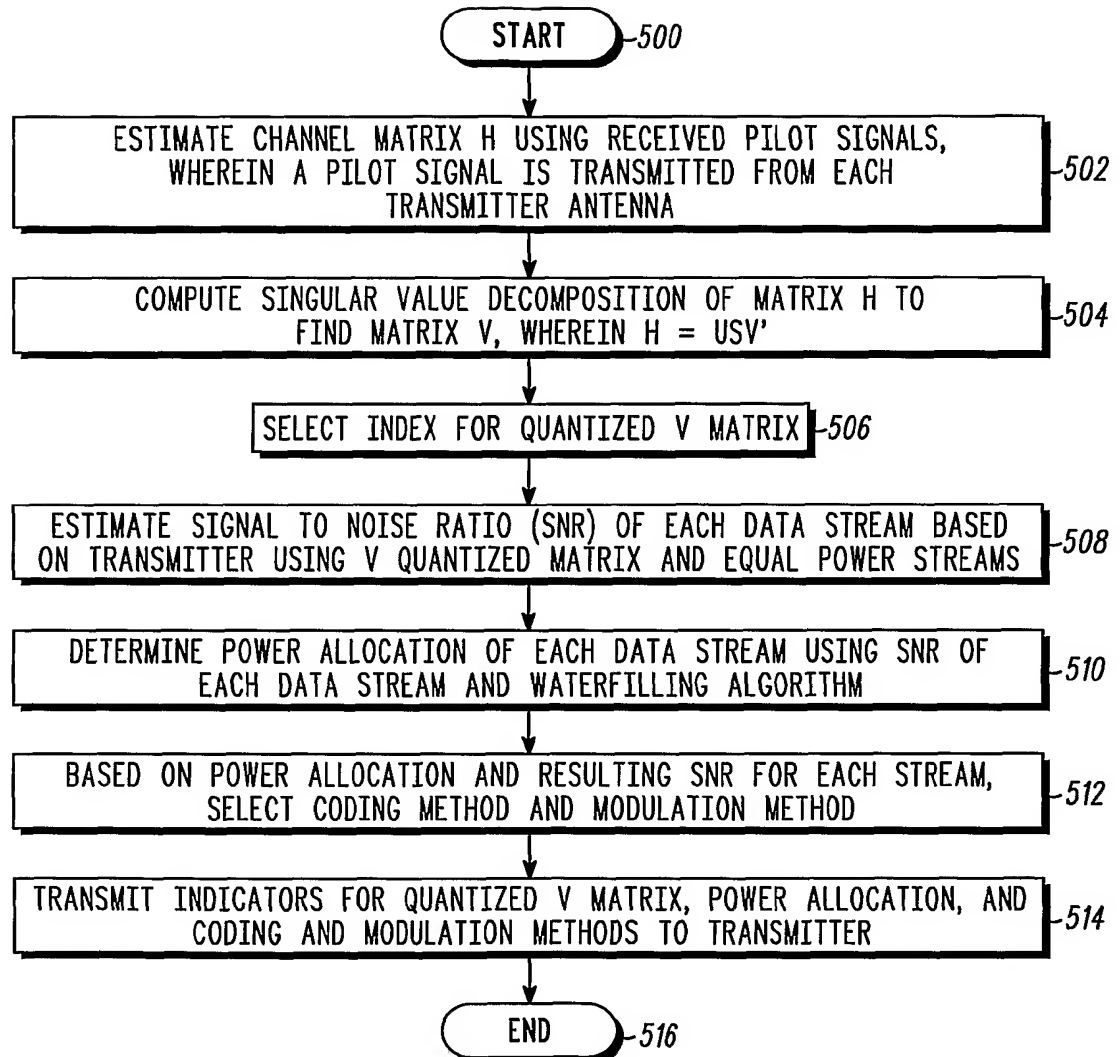 START 500
ESTIMATE CHANNEL MATRIX H USING RECEIVED PILOT SIGNALS,
WHEREIN A PILOT SIGNAL IS TRANSMITTED FROM EACH
TRANSMITTER ANTENNA
502
COMPUTE SINGULAR VALUE DECOMPOSITION OF MATRIX H TO
FIND MATRIX V, WHEREIN H = USV'
504
SELECT INDEX FOR QUANTIZED V MATRIX 506
ESTIMATE SIGNAL TO NOISE RATIO (SNR) OF EACH DATA STREAM BASED
ON TRANSMITTER USING V QUANTIZED MATRIX AND EQUAL POWER STREAMS
508
DETERMINE POWER ALLOCATION OF EACH DATA STREAM USING SNR OF
EACH DATA STREAM AND WATERFILLING ALGORITHM
510
BASED ON POWER ALLOCATION AND RESULTING SNR FOR EACH STREAM,
SELECT CODING METHOD AND MODULATION METHOD
512
TRANSMIT INDICATORS FOR QUANTIZED V MATRIX, POWER ALLOCATION, AND
CODING AND MODULATION METHODS TO TRANSMITTER
514
END 516